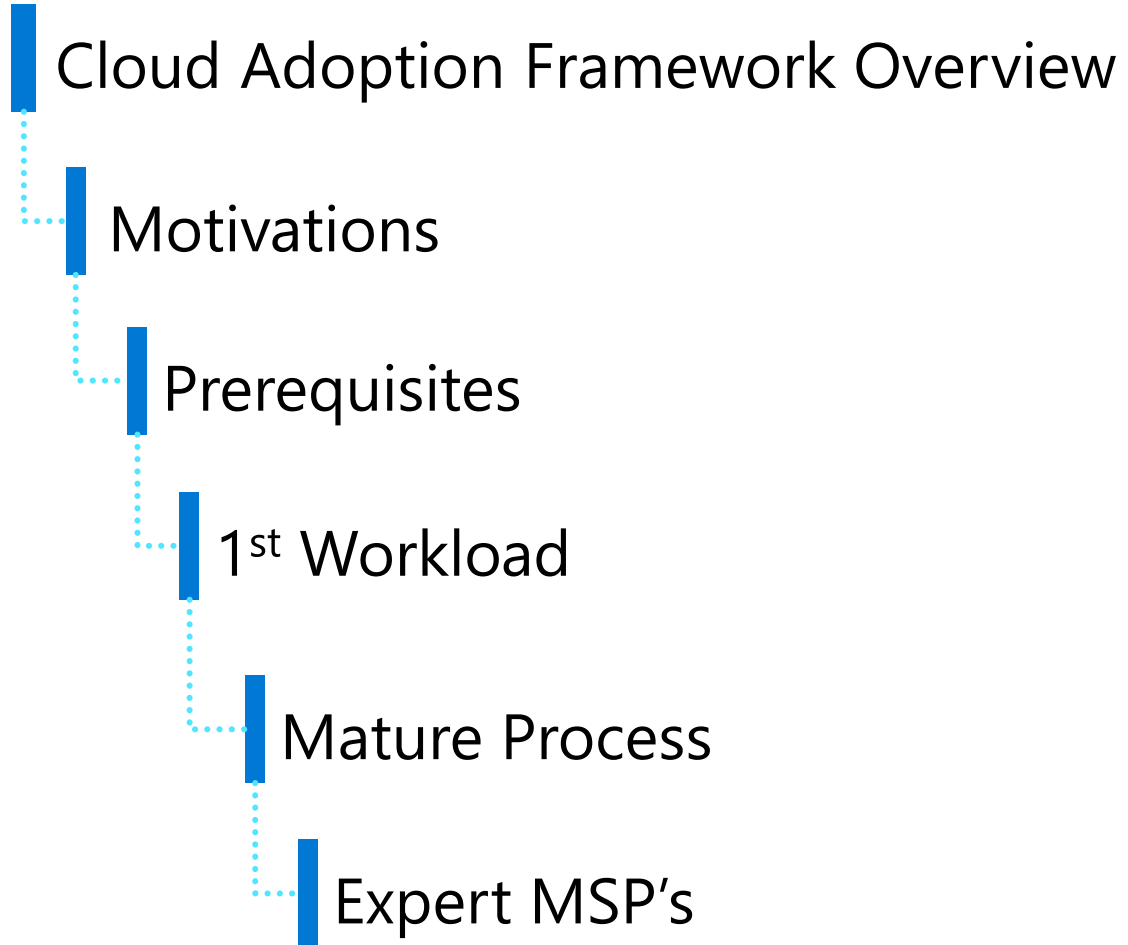 Cloud Adoption Framework Overview
Motivations
Prerequisites
1st Workload
Mature Process
Expert MSP’s